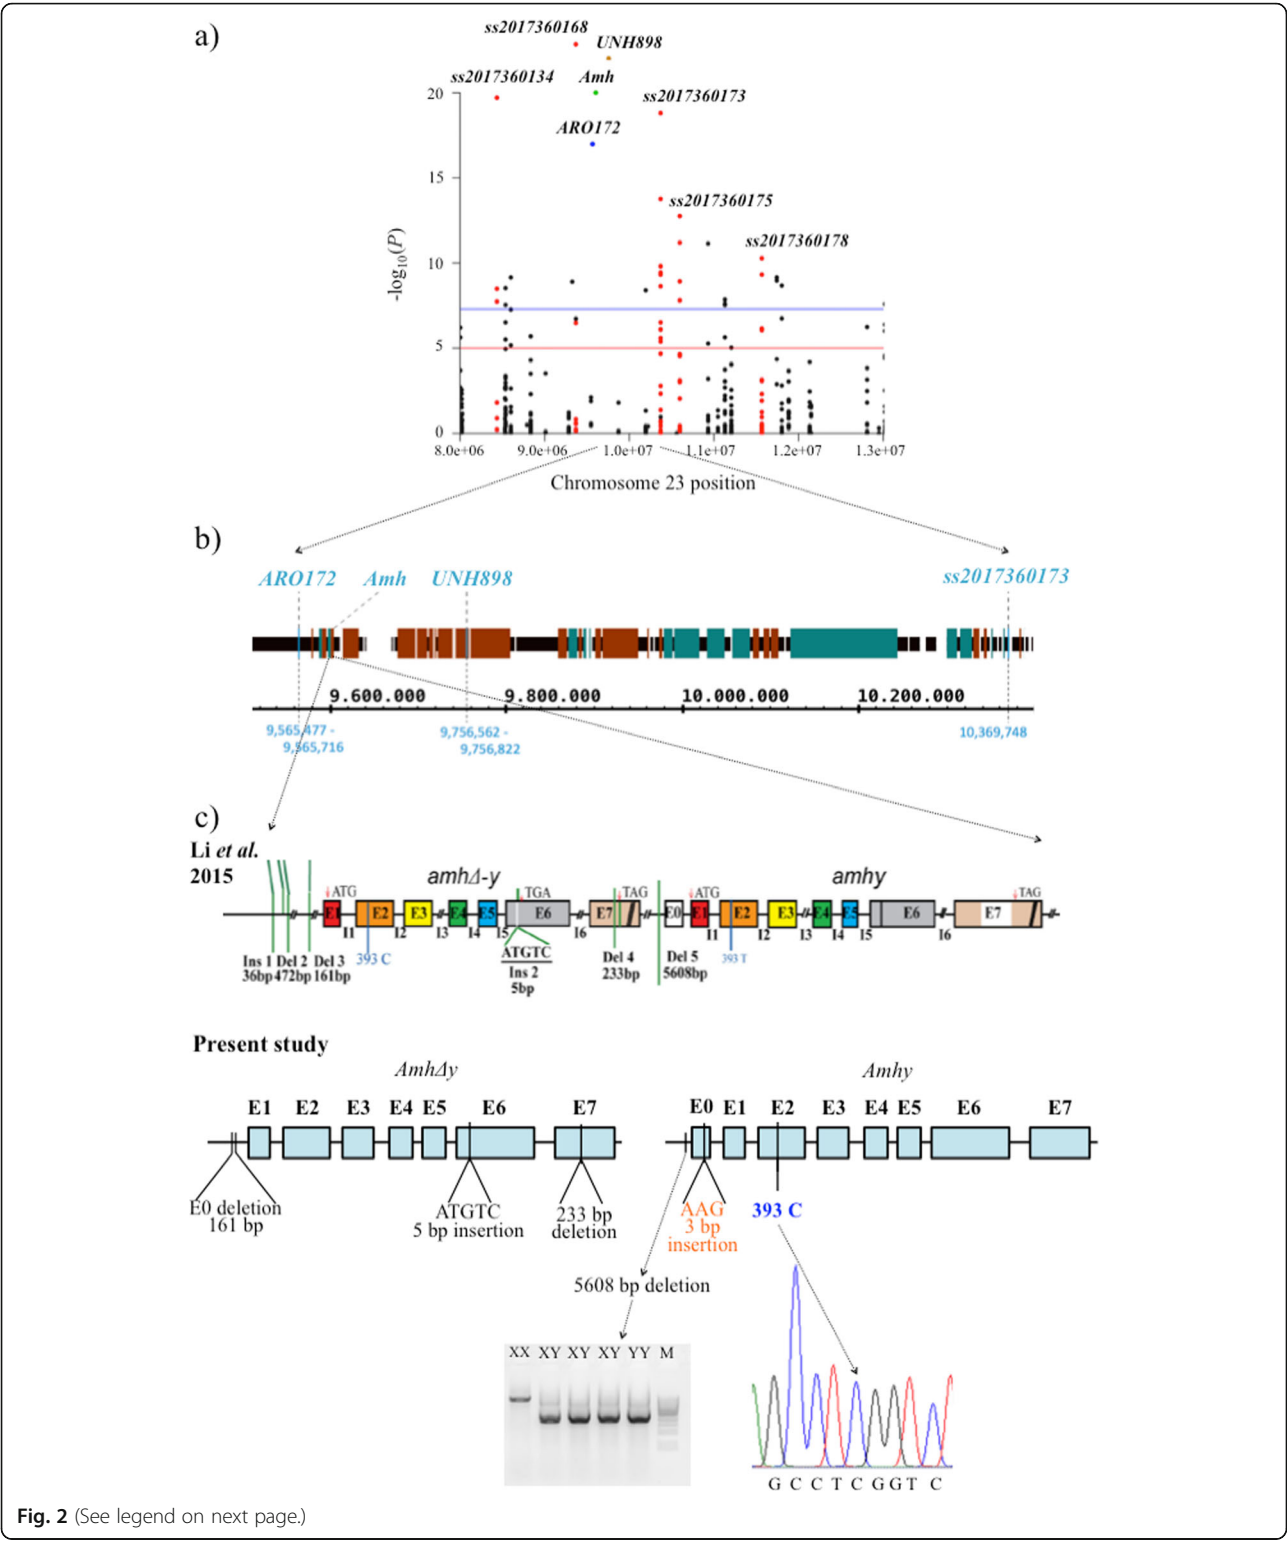 a)
ss2017360168
UNH898
ss2017360134
Amh
ss2017360173
ARO172
ss2017360175
ss2017360178
-log10(P)
20
15
10
5
0
8.0e+06 9.0e+06 1.0e+07 1.1e+07 1.2e+07 1.3e+07
Chromosome 23 position
b)
ARO172 Amh UNH898 ss2017360173
9.600.000 9.800.000 10.000.000 10.200.000
9,565,477 - 9,756,562 - 10,369,748
9,565,716 9,756,822
c)
Li et al.
2015
amhΔ-y amhy
ATG TGA TAG ATG TAG
E1 E2 E3 E4 E5 E6 E7 E0 E1 E2 E3 E4 E5 E6 E7
I1 I2 I3 I4 I5 I6 I1 I2 I3 I4 I5 I6
Ins 1 Del 2 Del 3 393 C ATGTC Del 4 Del 5 393 T
36bp 472bp 161bp Ins 2 233bp 5608bp
5bp
Present study
AmhΔy Amhy
E1 E2 E3 E4 E5 E6 E7 E0 E1 E2 E3 E4 E5 E6 E7
E0 deletion ATGTC 233 bp AAG 393 C
161 bp 5 bp insertion deletion 3 bp
insertion
5608 bp deletion
XX XY XY XY YY M
G C C T C G G T C
Fig. 2 (See legend on next page.)